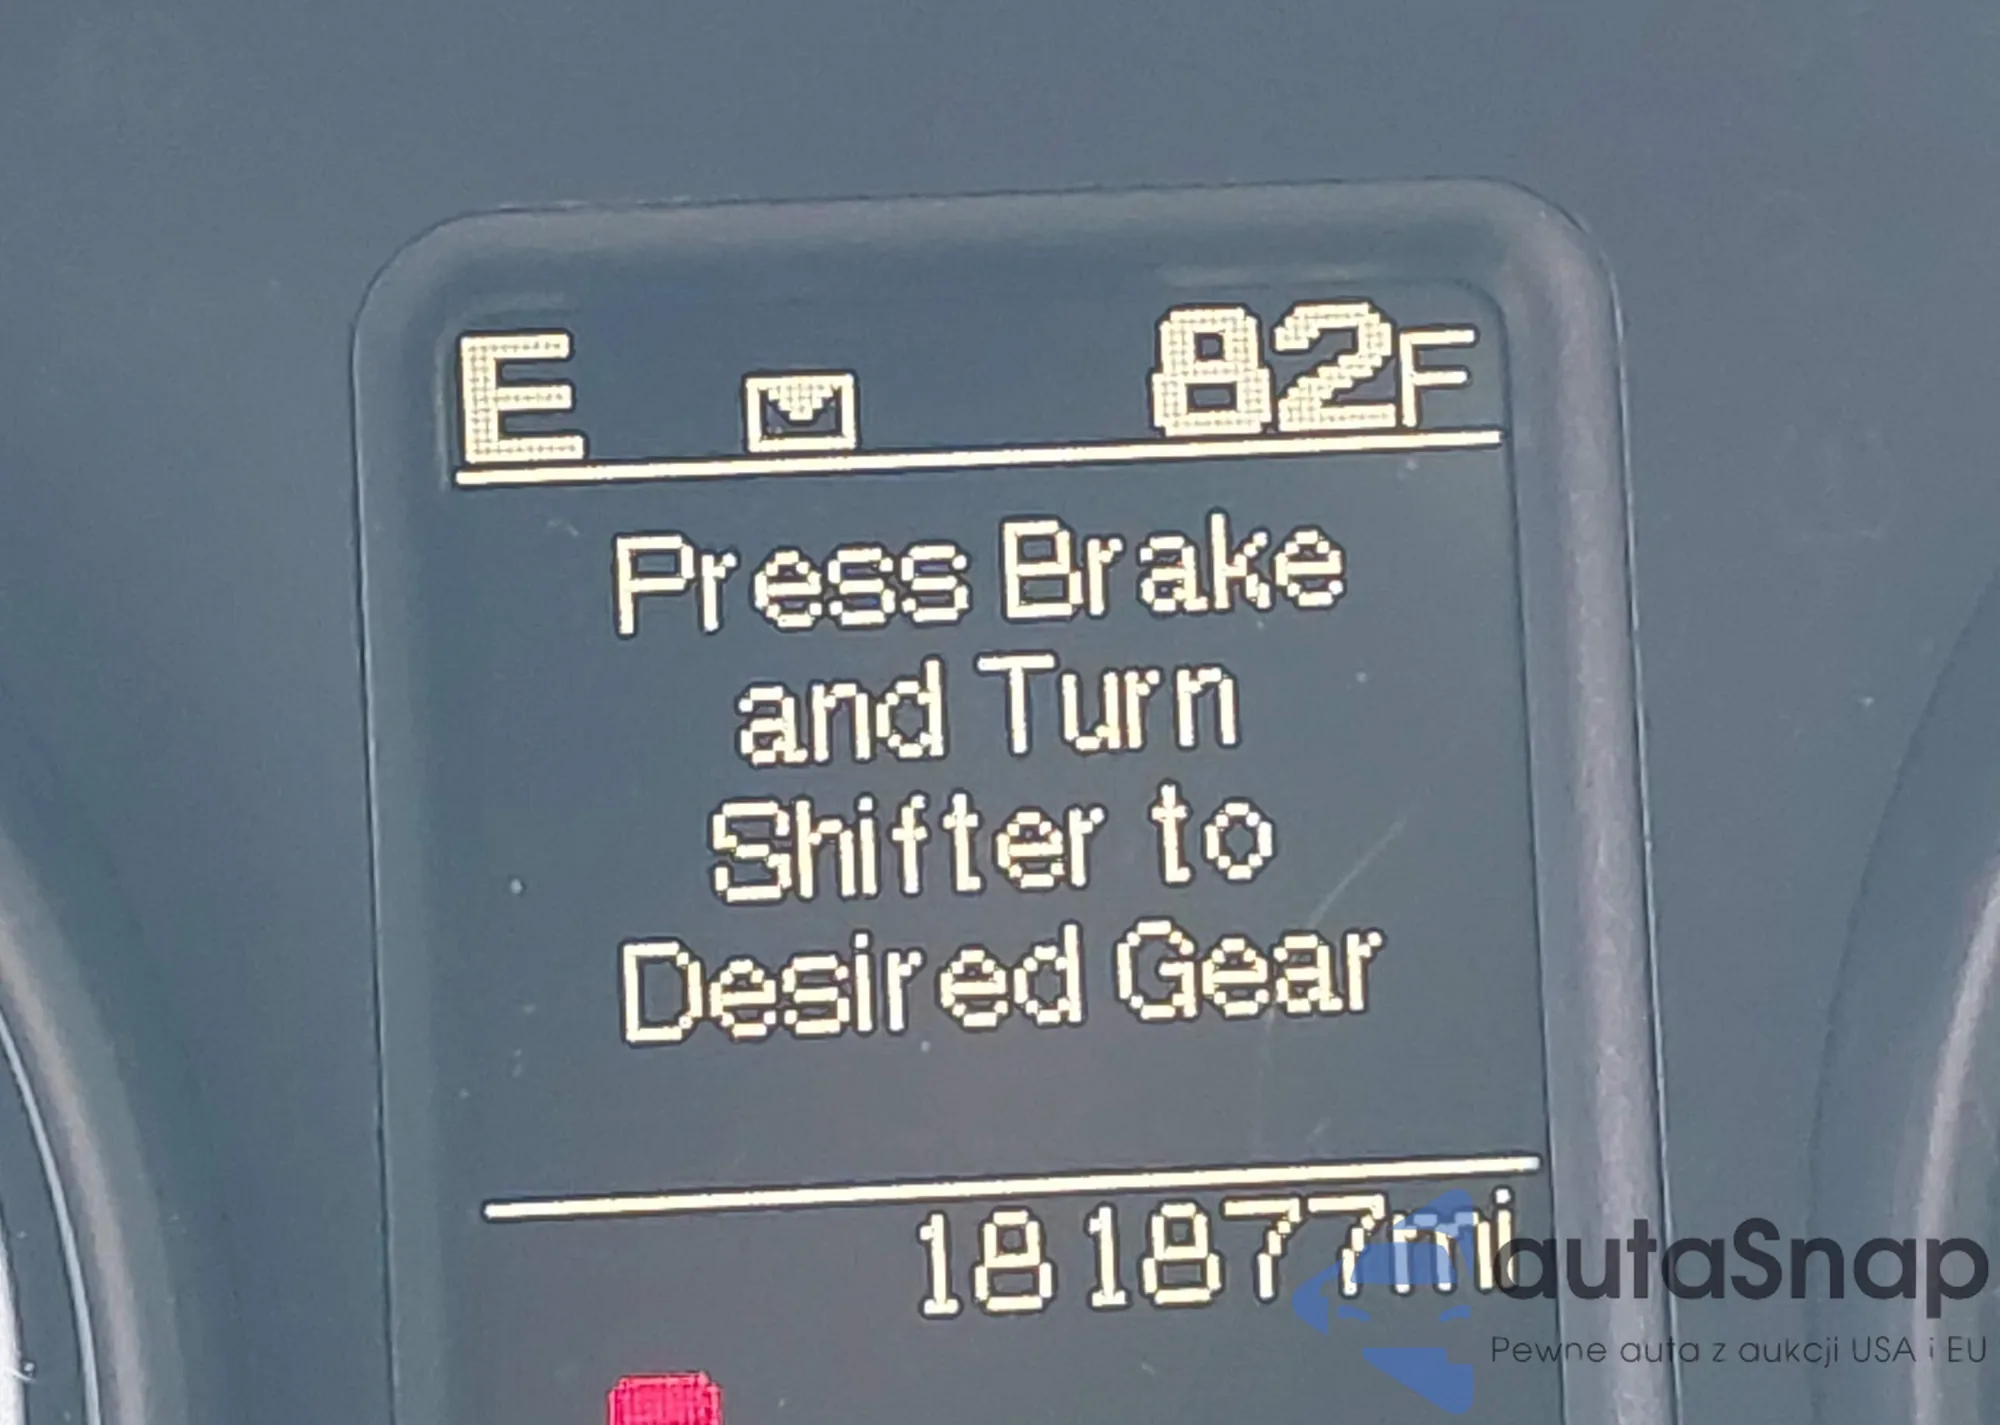 E 82F
Press Brake
and Turn
Shifter to
Desired Gear
181877mi
autaSnap
Pewne auta z aukcji USA i EU